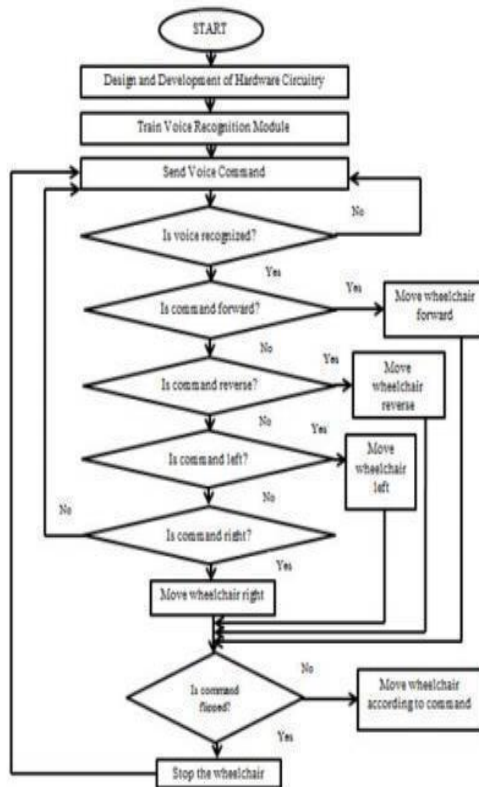 START
Design and Development of Hardware Circuitry
Train Voice Recognition Module
Send Voice Command
No
Is voice recognized?
Yes
Is command forward?
Yes
Move wheelchair
forward
No
Is command reverse?
Yes
Move
wheelchair
reverse
No
Is command left?
Yes
Move
wheelchair
left
No
No
Is command right?
Yes
Move wheelchair right
Is command
flipped?
No
Move wheelchair
according to command
Yes
Stop the wheelchair